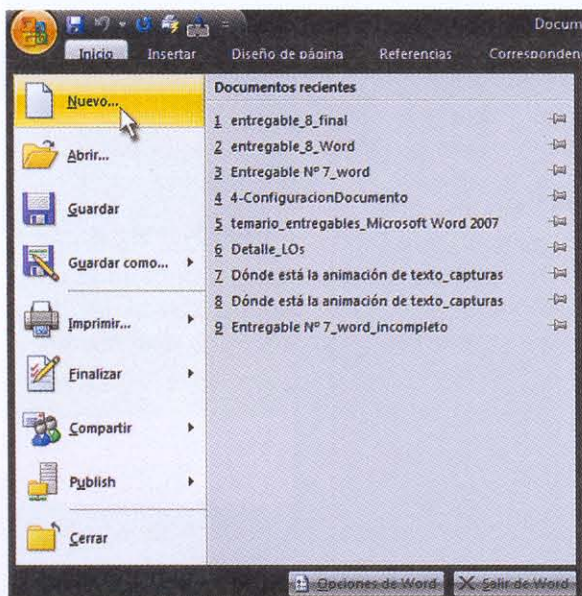 Docum
Inicio Insertar Diseño de página Referencias Corresponden
Nuevo...
Abrir...
Guardar
Guardar como...
Imprimir...
Finalizar
Compartir
Publish
Cerrar
Documentos recientes
1 entregable_8_final
2 entregable_8_Word
3 Entregable Nº 7_word
4 4-ConfiguracionDocumento
5 temario_entregables_Microsoft Word 2007
6 Detalle_LOs
7 Dónde está la animación de texto_capturas
8 Dónde está la animación de texto_capturas
9 Entregable Nº 7_word_incompleto
Opciones de Word Salir de Word